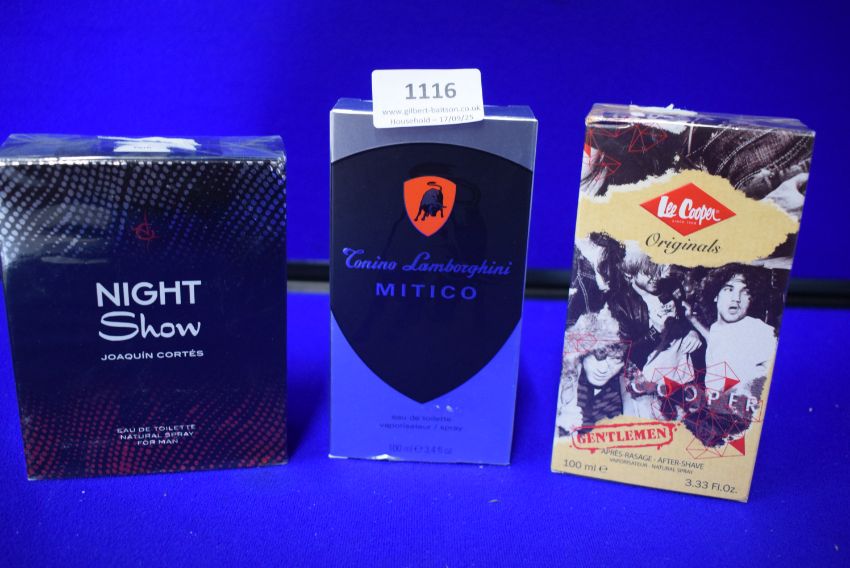 NIGHT
Show
JOAQUÍN CORTÉS
EAU DE TOILETTE
NATURAL SPRAY
FOR MAN
1116
www.gilbert-baitson.co.uk
Household – 17/09/25
Tonino Lamborghini
MITICO
eau de toilette
vaporisateur / spray
100 ml ℮ 3.4 fl oz
Lee Cooper
SINCE 1908
Originals
COOPER
GENTLEMEN
APRÈS-RASAGE - AFTER-SHAVE
VAPORISATEUR - NATURAL SPRAY
100 ml ℮
3.33 Fl.Oz.